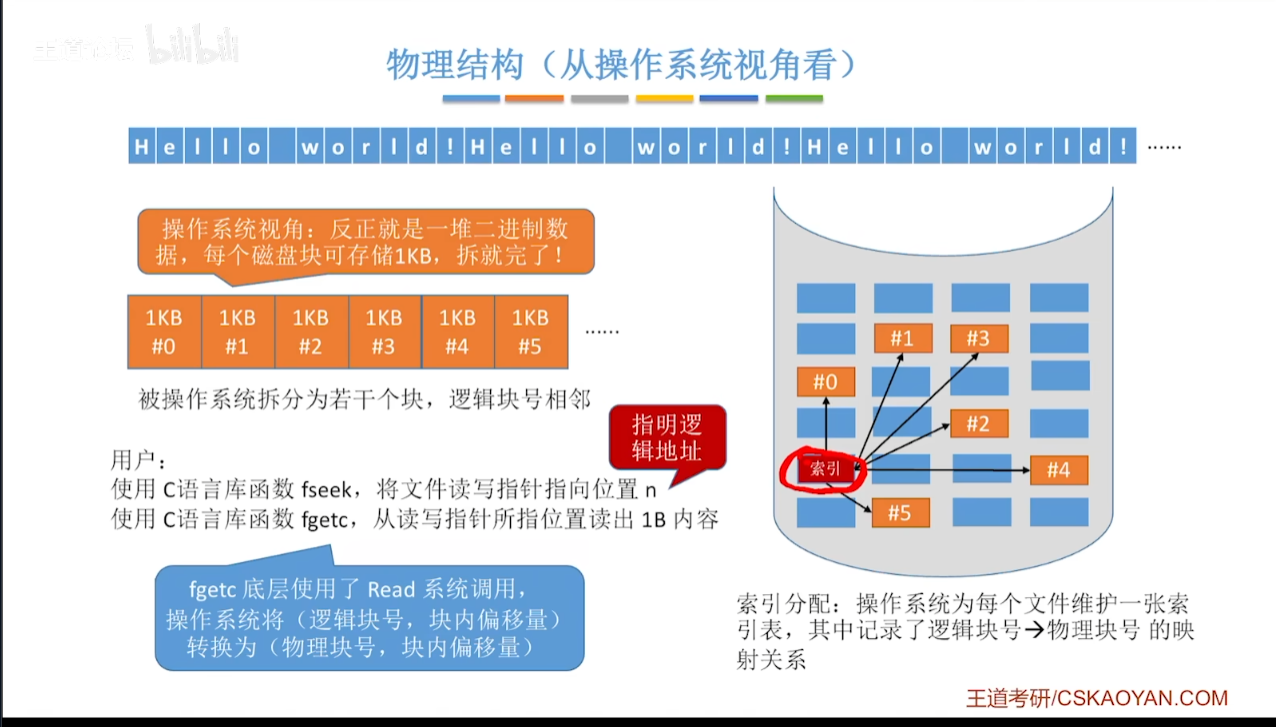 王道论坛 bilibili
物理结构（从操作系统视角看）
Hello world!Hello world!Hello world! ……
操作系统视角：反正就是一堆二进制数
据，每个磁盘块可存储1KB，拆就完了！
1KB 1KB 1KB 1KB 1KB 1KB
#0 #1 #2 #3 #4 #5 ……
被操作系统拆分为若干个块，逻辑块号相邻
指明逻
辑地址
用户：
使用 C语言库函数 fseek，将文件读写指针指向位置 n
使用 C语言库函数 fgetc，从读写指针所指位置读出 1B 内容
fgetc 底层使用了 Read 系统调用，
操作系统将（逻辑块号，块内偏移量）
转换为（物理块号，块内偏移量）
#1 #3
#0
#2
索引 #4
#5
索引分配：操作系统为每个文件维护一张索
引表，其中记录了逻辑块号→物理块号 的映
射关系
王道考研/CSKAOYAN.COM